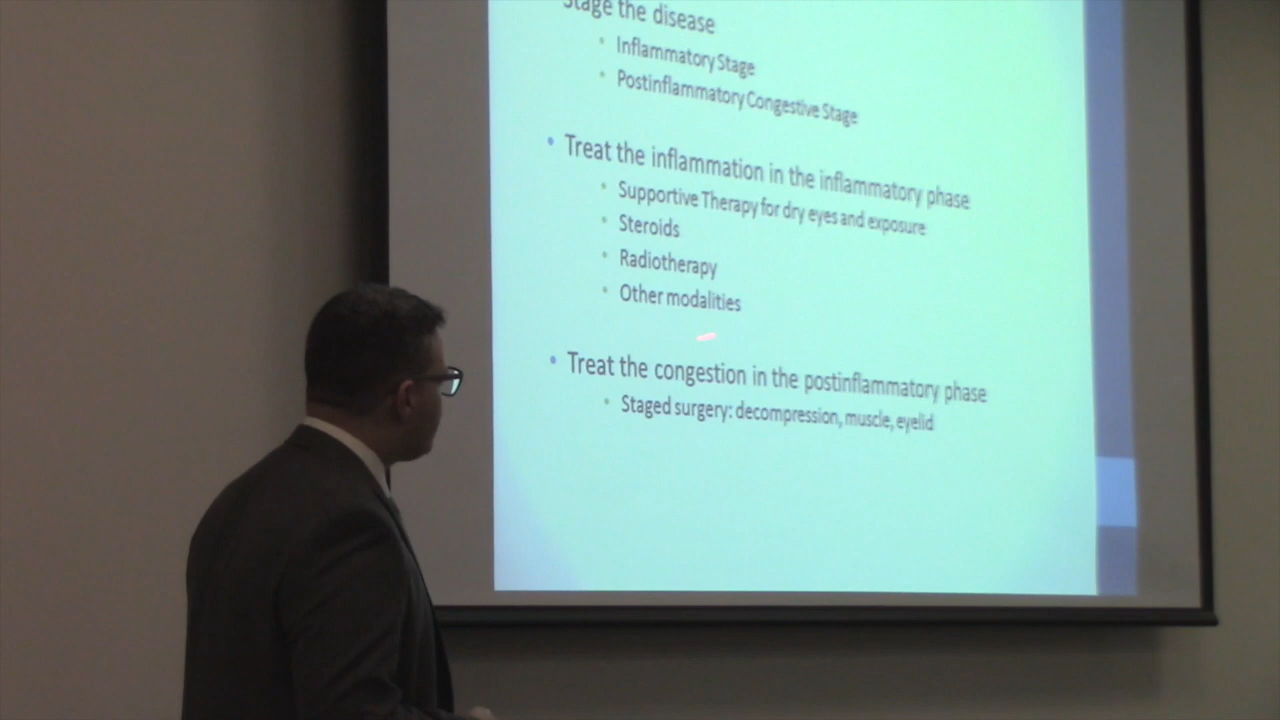 Stage the disease
Inflammatory Stage
Postinflammatory Congestive Stage
Treat the inflammation in the inflammatory phase
Supportive Therapy for dry eyes and exposure
Steroids
Radiotherapy
Other modalities
Treat the congestion in the postinflammatory phase
Staged surgery: decompression, muscle, eyelid